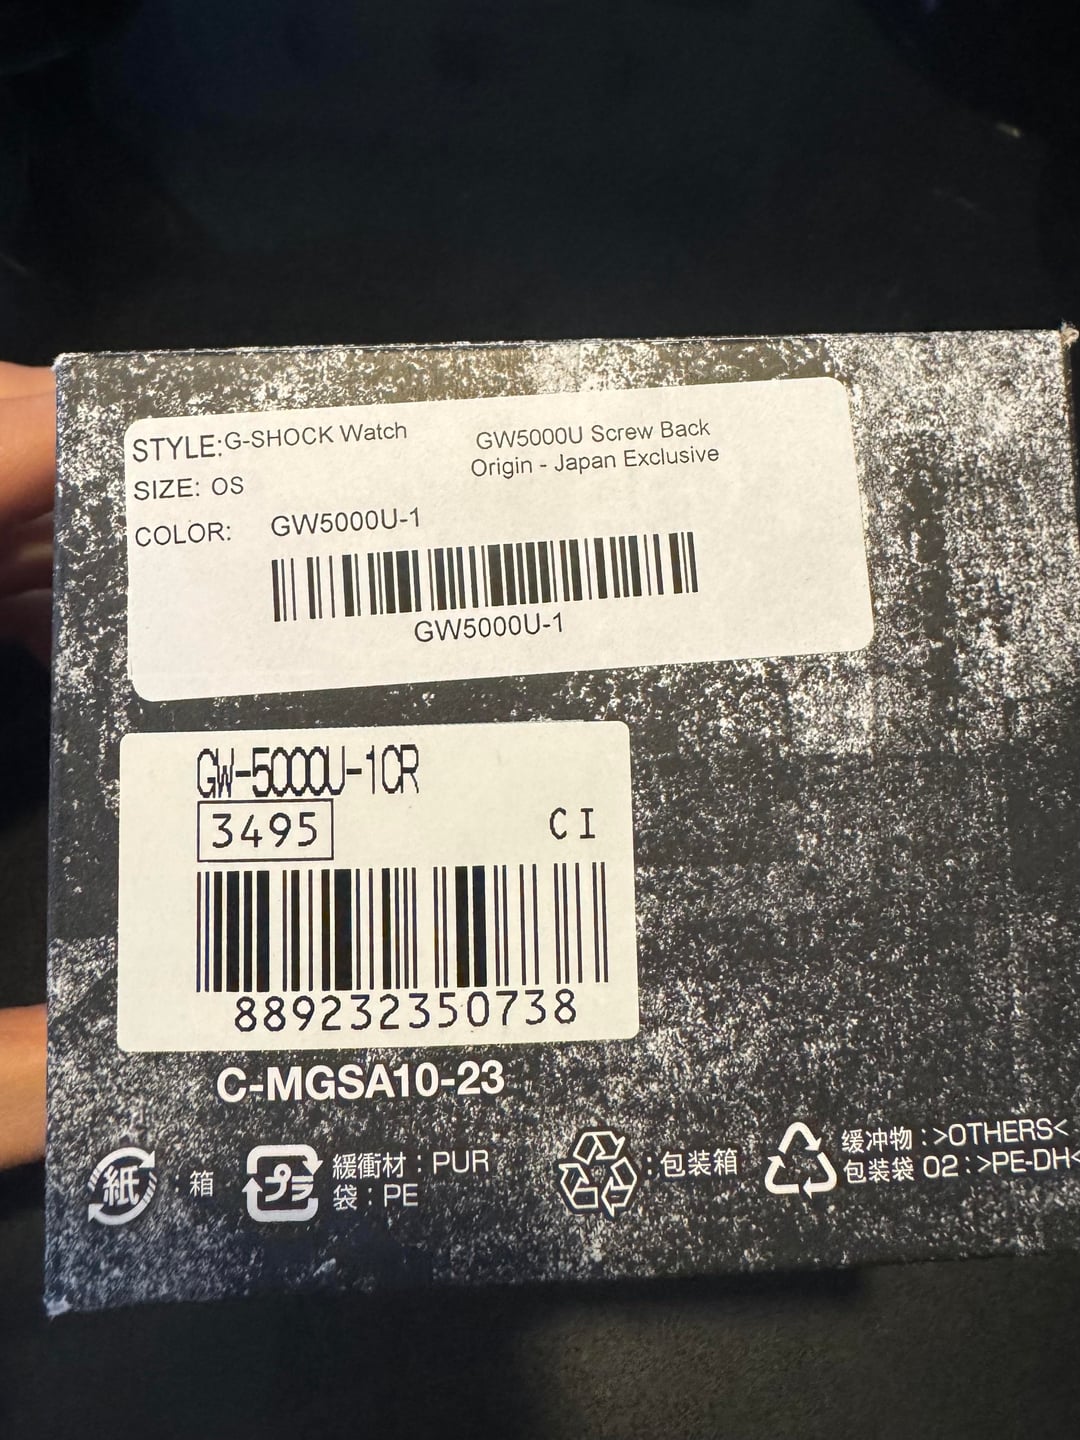 STYLE:G-SHOCK Watch
GW5000U Screw Back
Origin - Japan Exclusive
SIZE: OS
COLOR: GW5000U-1
GW5000U-1
GW-5000U-1CR
3495
CI
889232350738
C-MGSA10-23
紙 : 箱
プラ
緩衝材 : PUR
袋 : PE
: 包装箱
缓冲物 : >OTHERS<
包装袋 02 : >PE-DH<